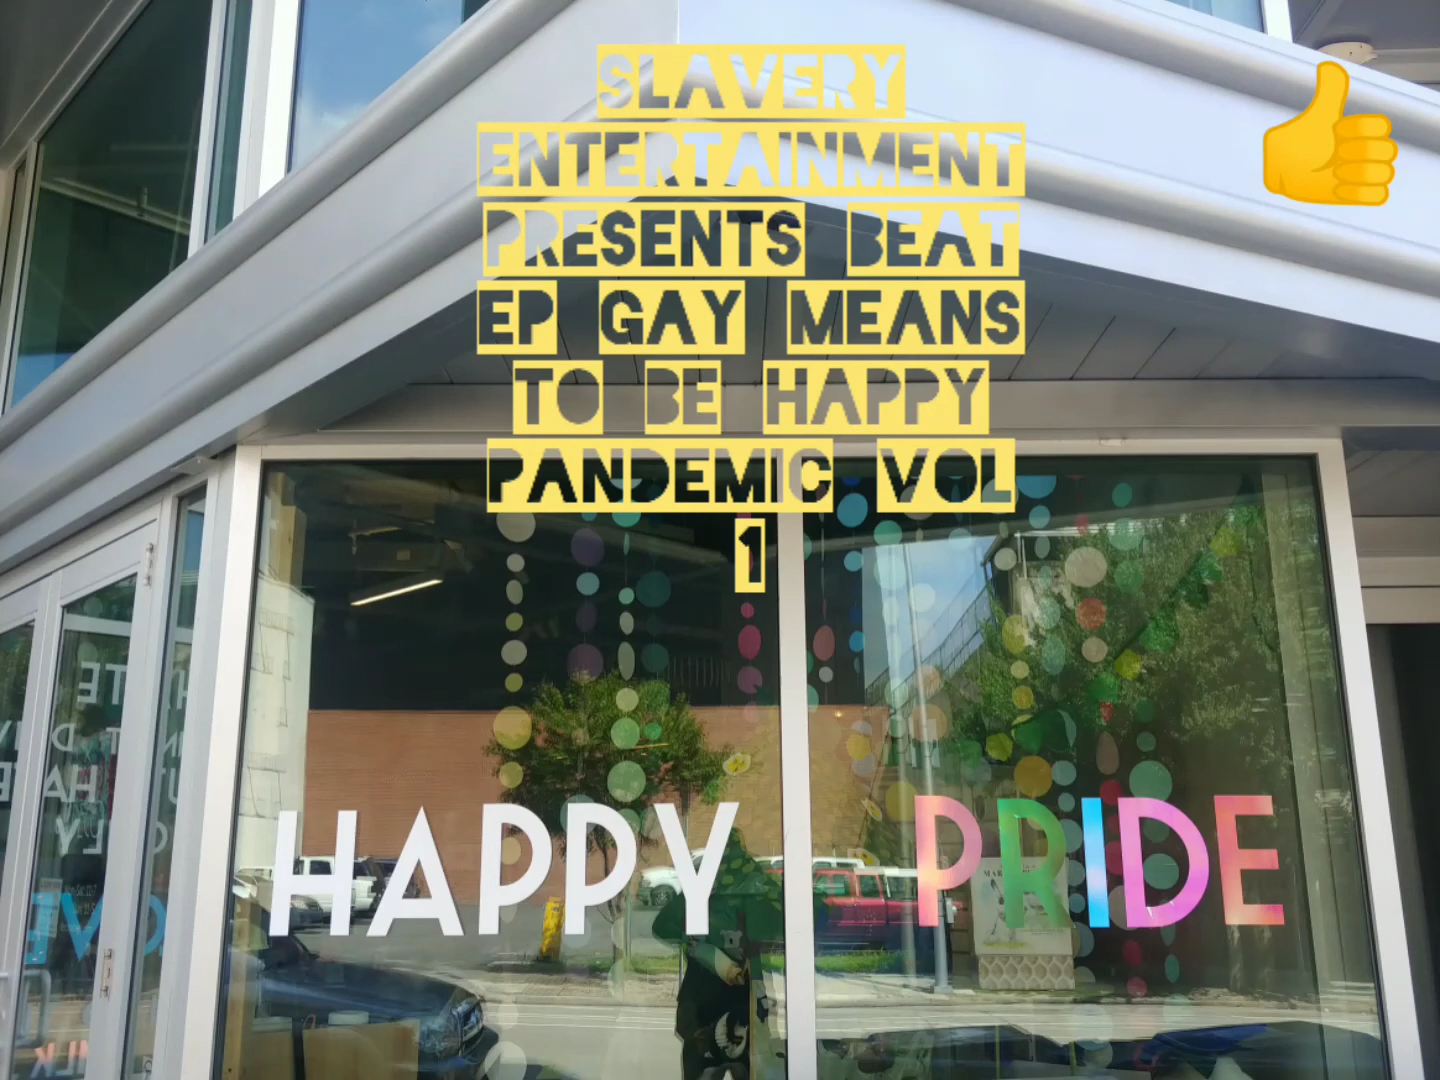 SLAVERY
ENTERTAINMENT
PRESENTS BEAT
EP GAY MEANS
TO BE HAPPY
PANDEMIC VOL
1
HAPPY PRIDE